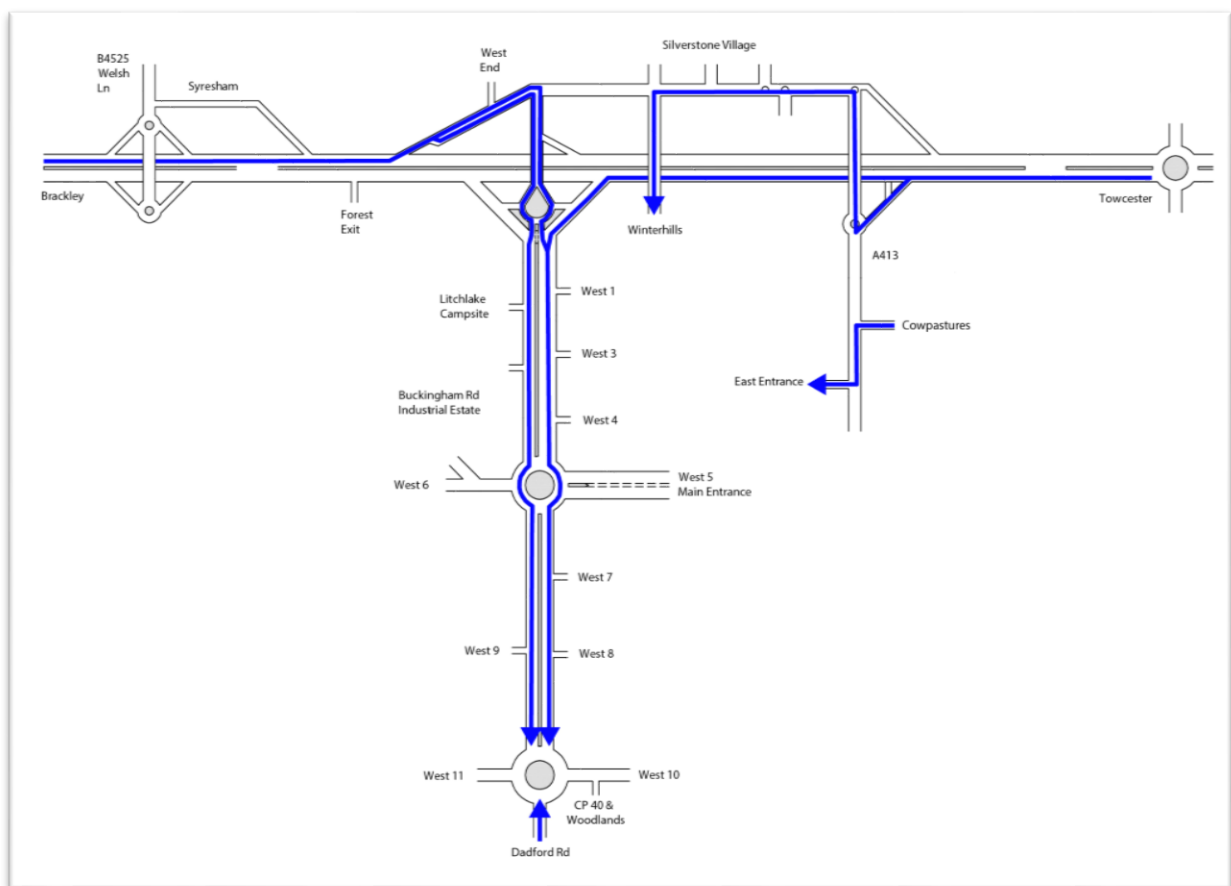 Silverstone Village
B4525
Welsh
Ln
West
End
Syresham
Brackley
Forest
Exit
Winterhills
Towcester
A413
Litchlake
Campsite
West 1
Cowpastures
West 3
East Entrance
Buckingham Rd
Industrial Estate
West 4
West 6
West 5
Main Entrance
West 7
West 9
West 8
West 11
West 10
CP 40 &
Woodlands
Dadford Rd